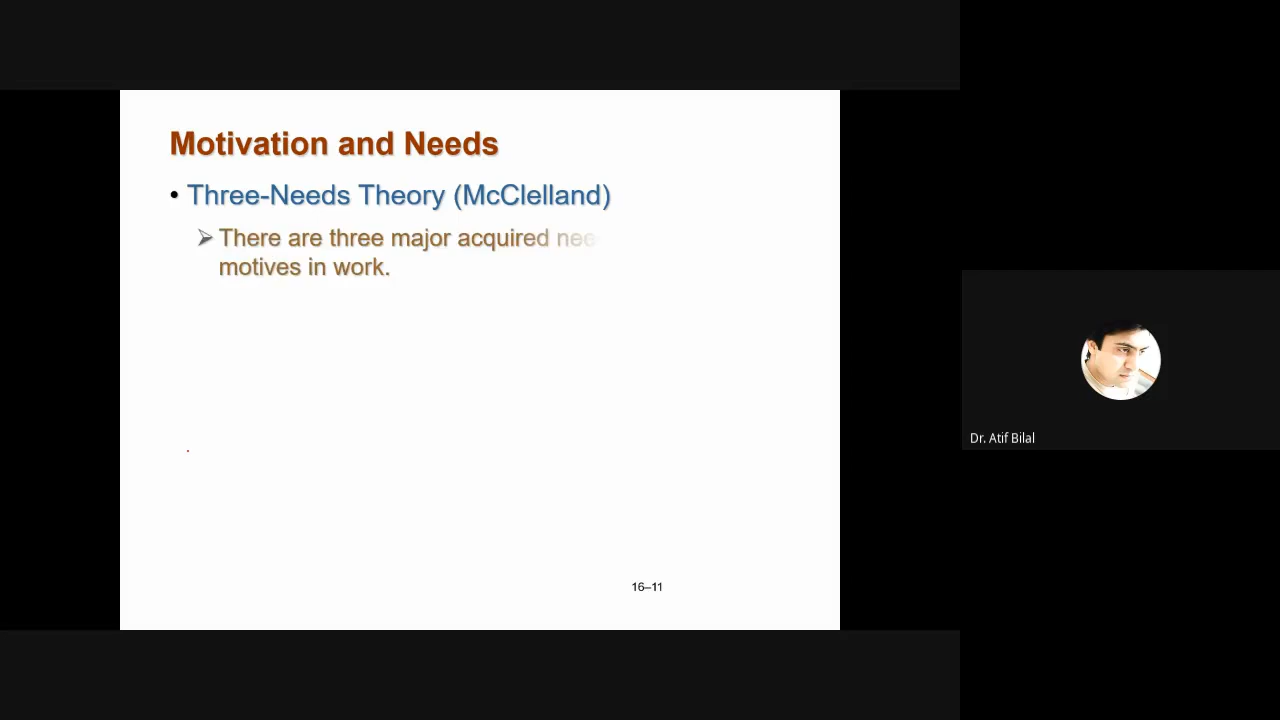 Motivation and Needs
• Three-Needs Theory (McClelland)
➢ There are three major acquired
motives in work.
16–11
Dr. Atif Bilal